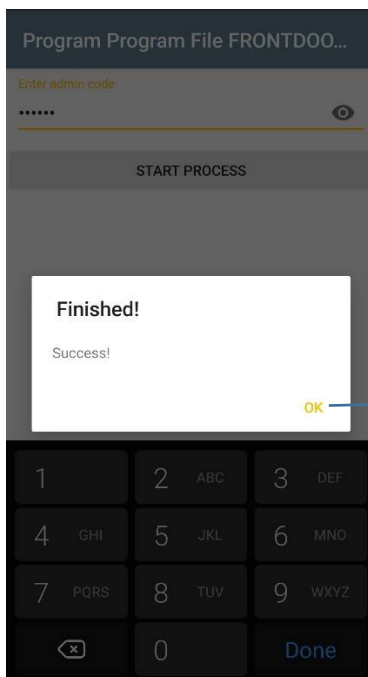 Program Program File FRONTDOO...
Enter admin code
••••••
START PROCESS
Finished!
Success!
OK
1
2 ABC
3 DEF
4 GHI
5 JKL
6 MNO
7 PQRS
8 TUV
9 WXYZ
0
Done